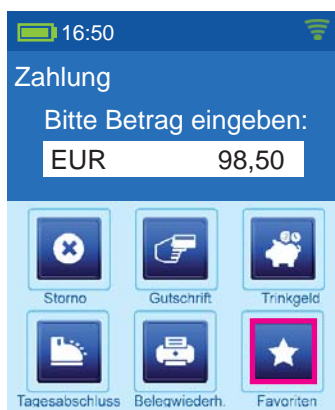 16:50
Zahlung
Bitte Betrag eingeben:
EUR 98,50
Storno Gutschrift Trinkgeld
Tagesabschluss Belegwiederh. Favoriten